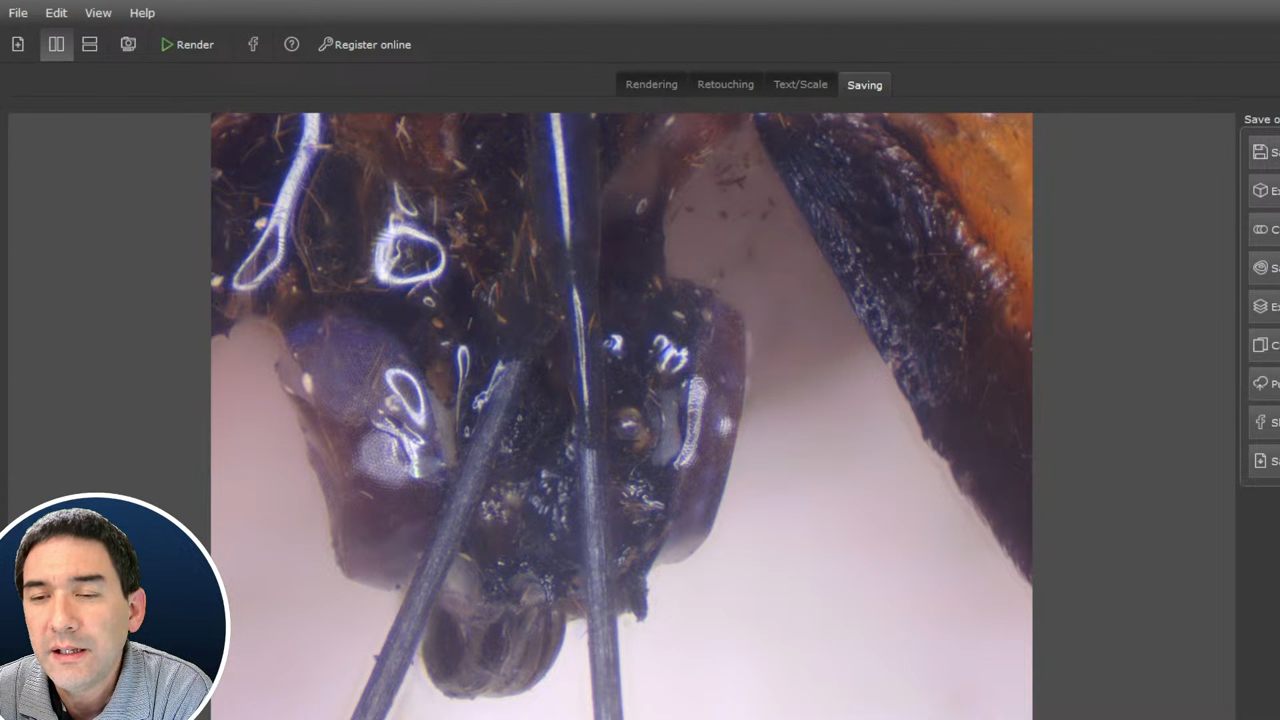 File Edit View Help
Render Register online
Rendering Retouching Text/Scale Saving
Save o